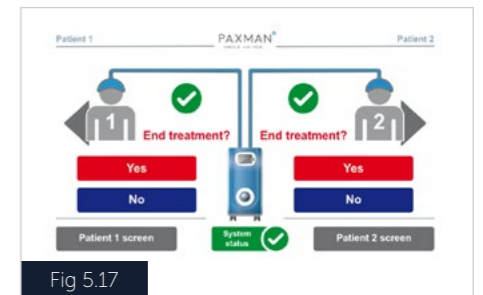 Patient 1 PAXMAN Patient 2
1 2
End treatment? End treatment?
Yes Yes
No No
Patient 1 screen System status Patient 2 screen
Fig 5.17